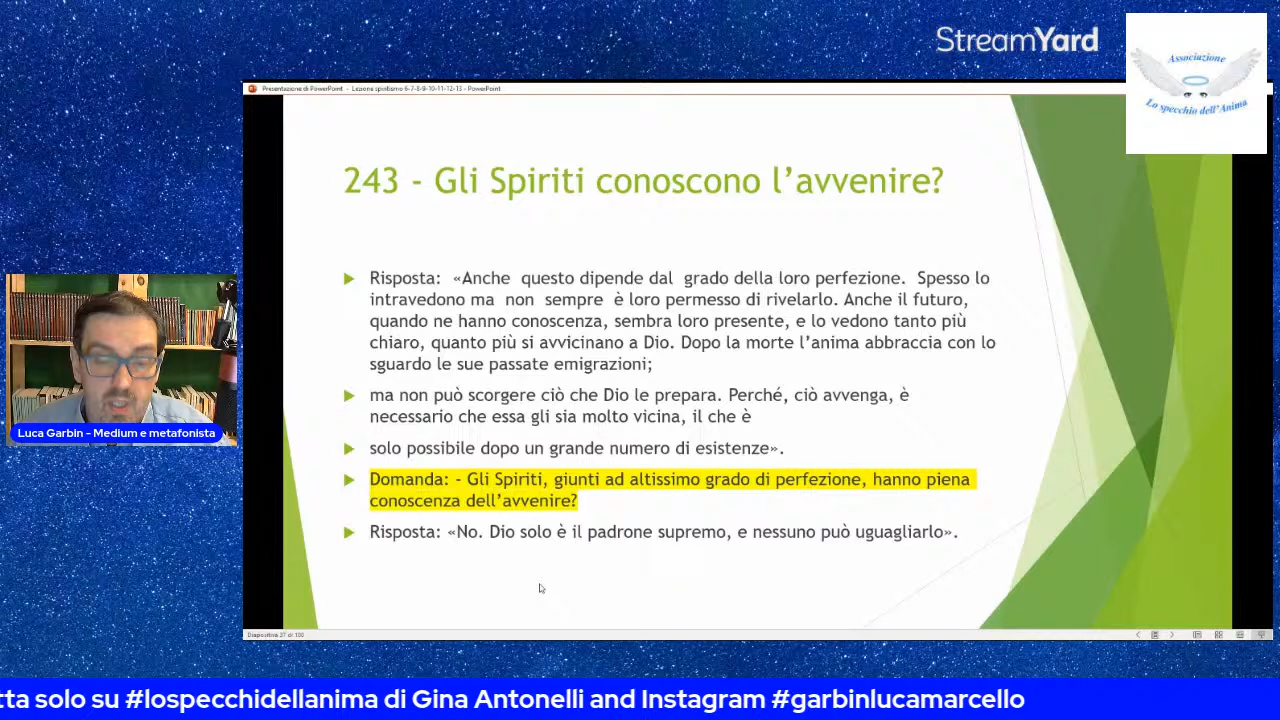 StreamYard
Associazione
Lo specchio dell'Anima
Presentazione di PowerPoint - Lezione spiritismo 6-7-8-9-10-11-12-13 - PowerPoint
243 - Gli Spiriti conoscono l’avvenire?
Risposta: «Anche questo dipende dal grado della loro perfezione. Spesso lo
intravedono ma non sempre è loro permesso di rivelarlo. Anche il futuro,
quando ne hanno conoscenza, sembra loro presente, e lo vedono tanto più
chiaro, quanto più si avvicinano a Dio. Dopo la morte l’anima abbraccia con lo
sguardo le sue passate emigrazioni;
ma non può scorgere ciò che Dio le prepara. Perché, ciò avvenga, è
necessario che essa gli sia molto vicina, il che è
solo possibile dopo un grande numero di esistenze».
Domanda: - Gli Spiriti, giunti ad altissimo grado di perfezione, hanno piena
conoscenza dell’avvenire?
Risposta: «No. Dio solo è il padrone supremo, e nessuno può uguagliarlo».
Luca Garbin - Medium e metafonista
Diapositiva 37 di 100
tta solo su #lospecchidellanima di Gina Antonelli and Instagram #garbinlucamarcello